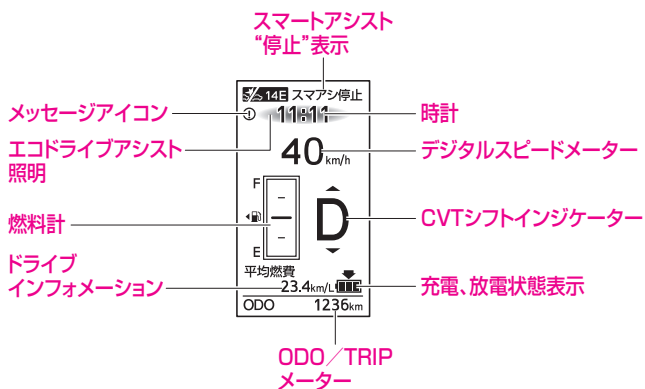 スマートアシスト
“停止”表示
14E スマアシ停止
メッセージアイコン
11:11
時計
エコドライブアシスト
照明
40km/h
デジタルスピードメーター
F
燃料計
D
CVTシフトインジケーター
E
平均燃費
ドライブ
インフォメーション
23.4km/L
充電、放電状態表示
ODO 1236km
ODO／TRIP
メーター